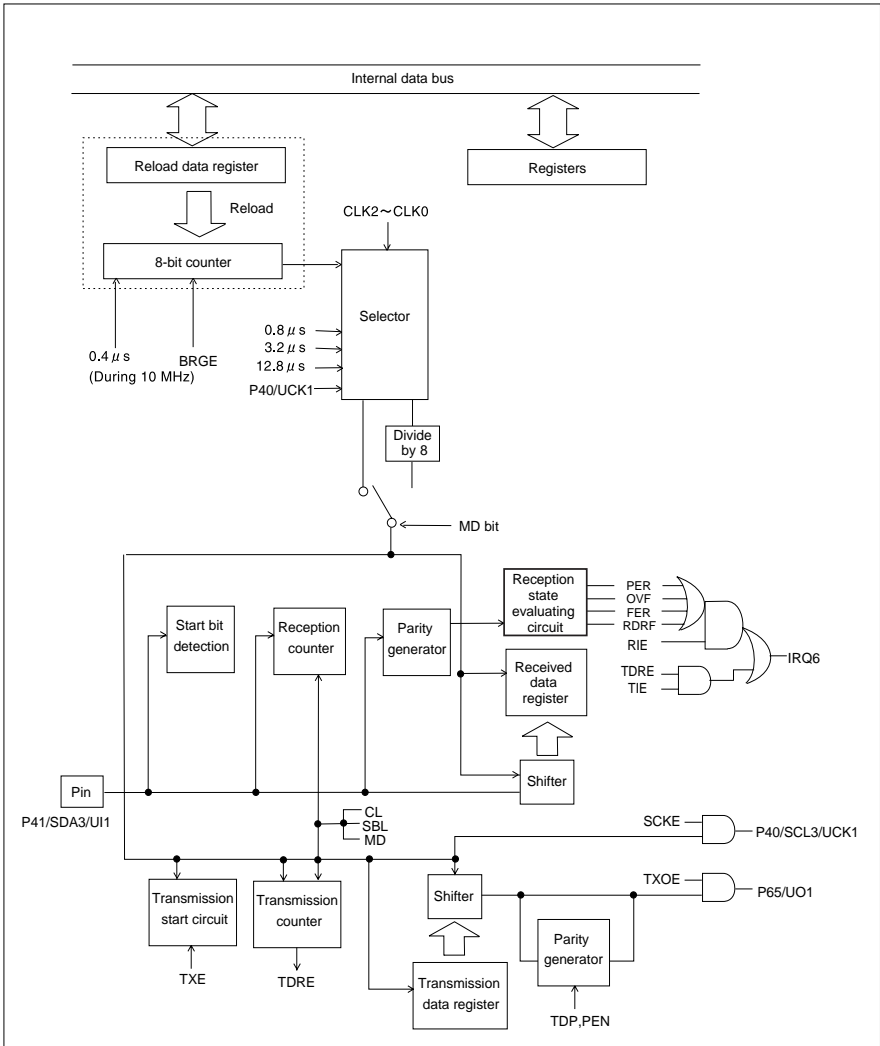 Internal data bus
Reload data register
Registers
Reload
CLK2～CLK0
8-bit counter
Selector
0.8 μ s
3.2 μ s
12.8 μ s
P40/UCK1
0.4 μ s
(During 10 MHz)
BRGE
Divide
by 8
MD bit
Start bit
detection
Reception
counter
Parity
generator
Reception
state
evaluating
circuit
PER
OVF
FER
RDRF
RIE
TDRE
TIE
IRQ6
Received
data
register
Shifter
Pin
P41/SDA3/UI1
CL
SBL
MD
SCKE
P40/SCL3/UCK1
Transmission
start circuit
TXE
Transmission
counter
TDRE
Shifter
TXOE
P65/UO1
Parity
generator
TDP,PEN
Transmission
data register